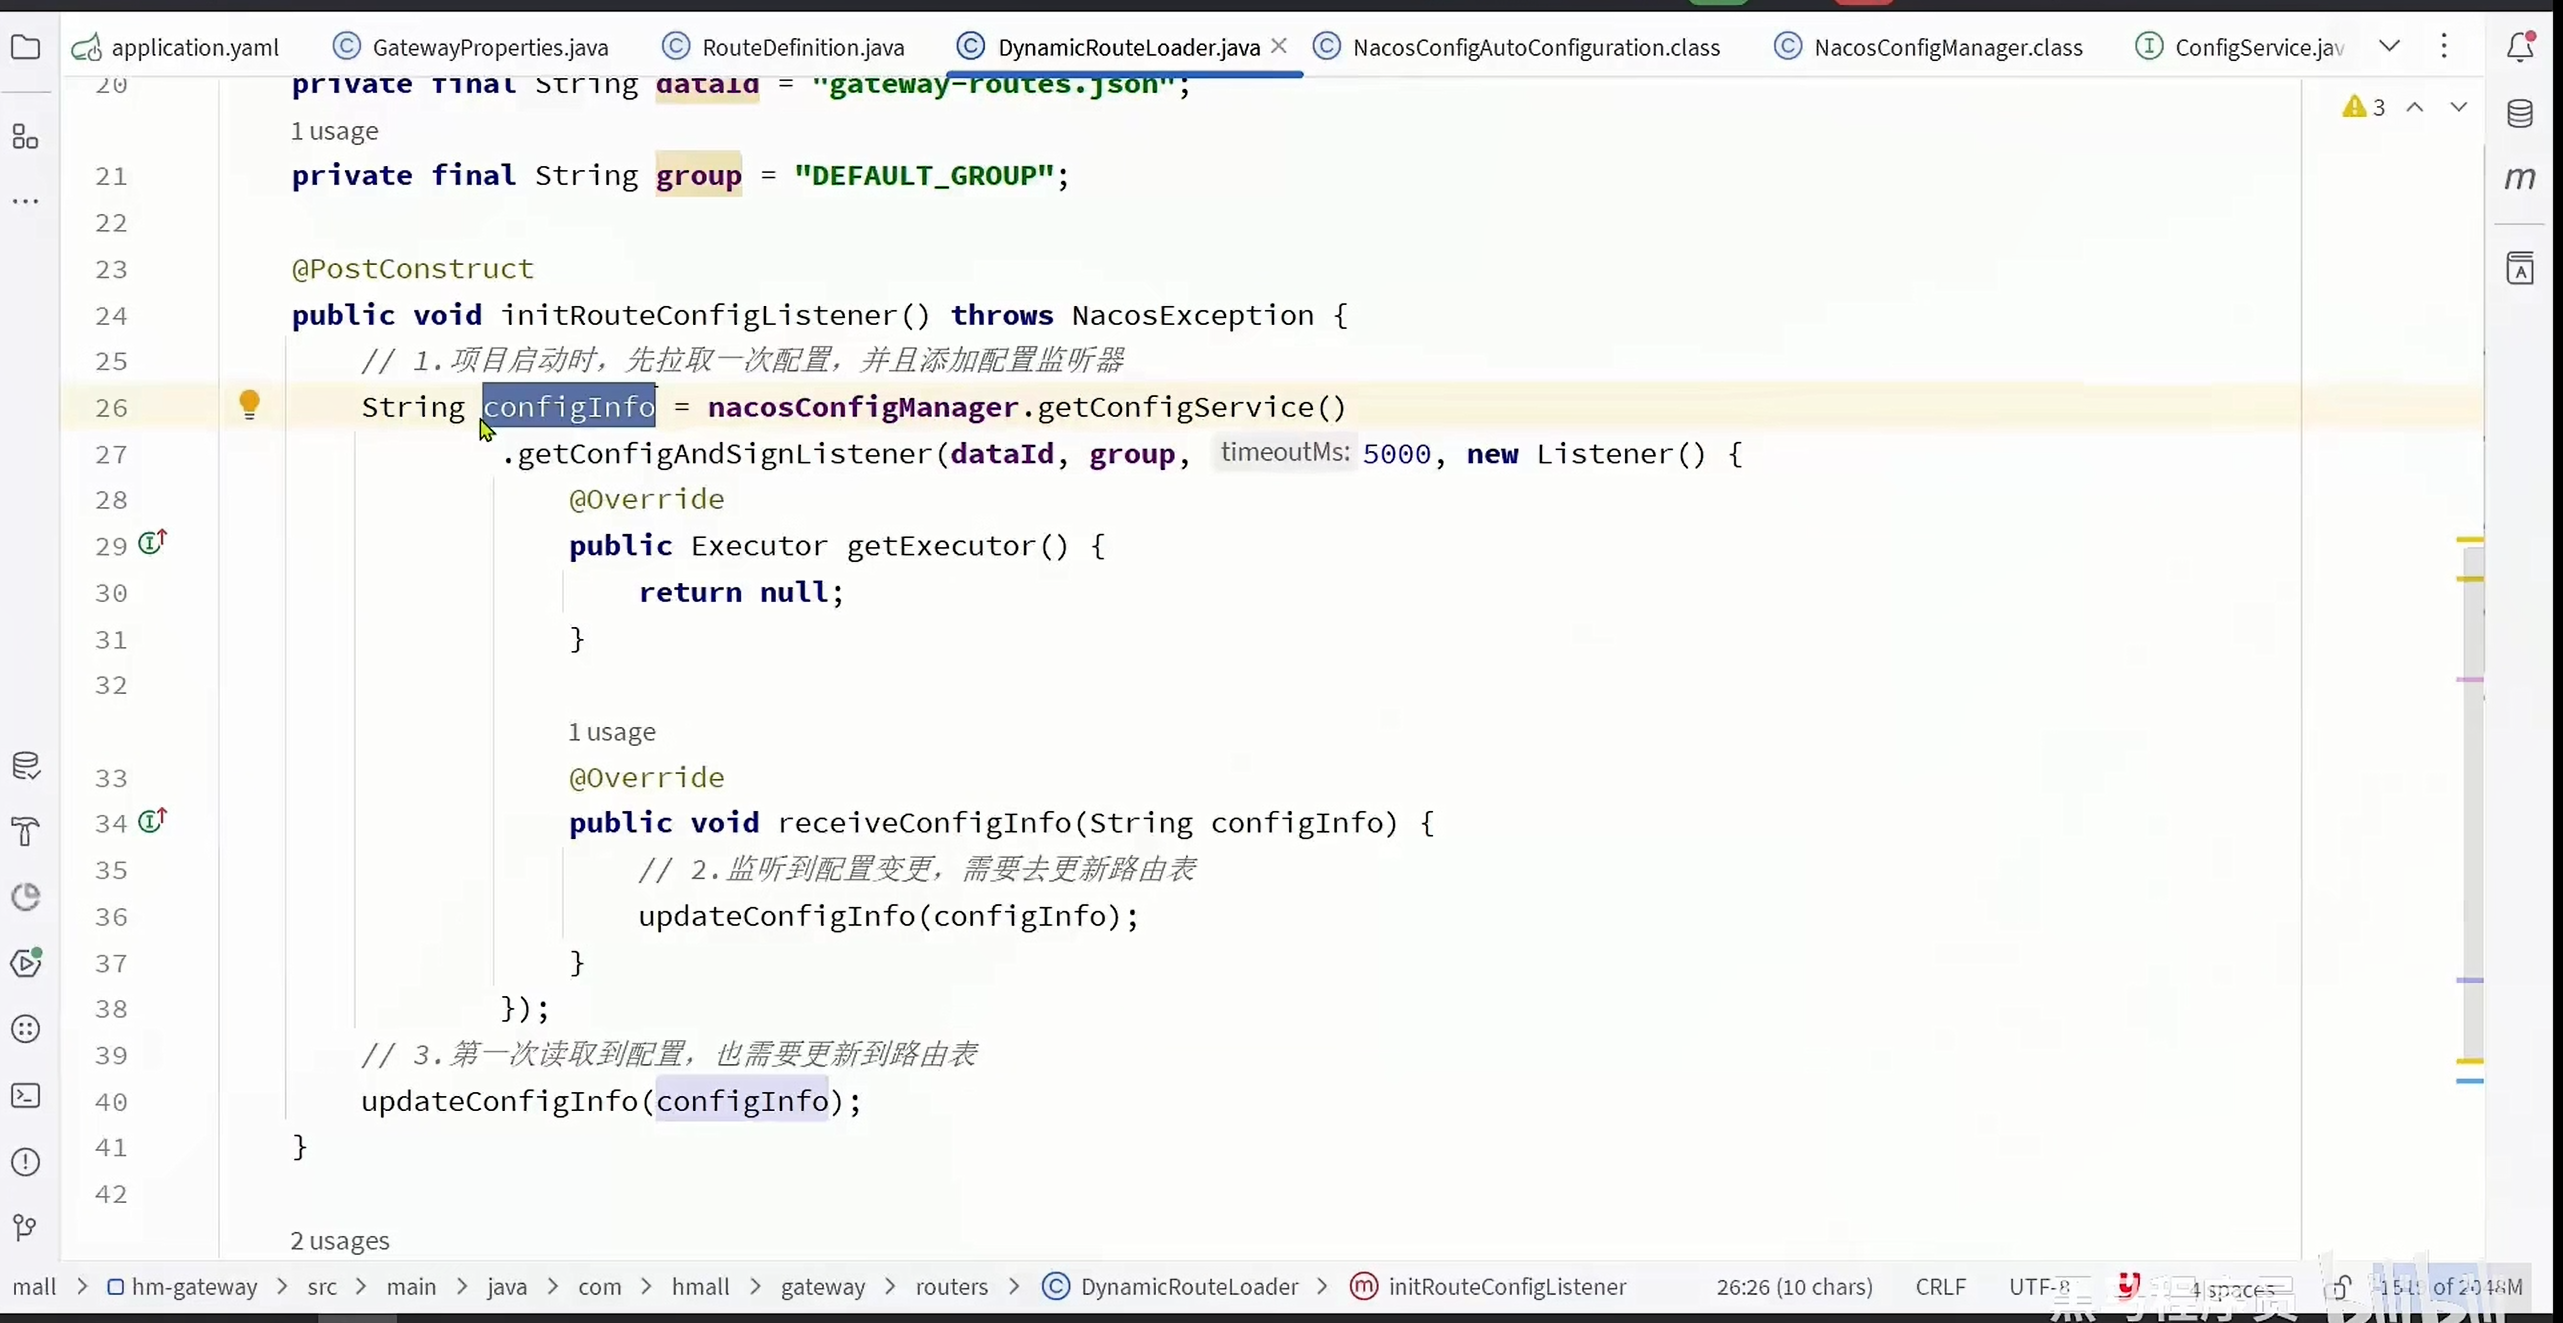 application.yaml GatewayProperties.java RouteDefinition.java DynamicRouteLoader.java NacosConfigAutoConfiguration.class NacosConfigManager.class ConfigService.jav
20 private final String dataId = "gateway-routes.json";
1 usage
21 private final String group = "DEFAULT_GROUP";
22
23 @PostConstruct
24 public void initRouteConfigListener() throws NacosException {
25 // 1.项目启动时，先拉取一次配置，并且添加配置监听器
26 String configInfo = nacosConfigManager.getConfigService()
27 .getConfigAndSignListener(dataId, group, timeoutMs: 5000, new Listener() {
28 @Override
29 public Executor getExecutor() {
30 return null;
31 }
32
1 usage
33 @Override
34 public void receiveConfigInfo(String configInfo) {
35 // 2.监听到配置变更，需要去更新路由表
36 updateConfigInfo(configInfo);
37 }
38 });
39 // 3.第一次读取到配置，也需要更新到路由表
40 updateConfigInfo(configInfo);
41 }
42
2 usages
3
mall hm-gateway src main java com hmall gateway routers DynamicRouteLoader initRouteConfigListener 26:26 (10 chars) CRLF UTF-8 4 spaces of 2048M
黑马程序员 bilibili